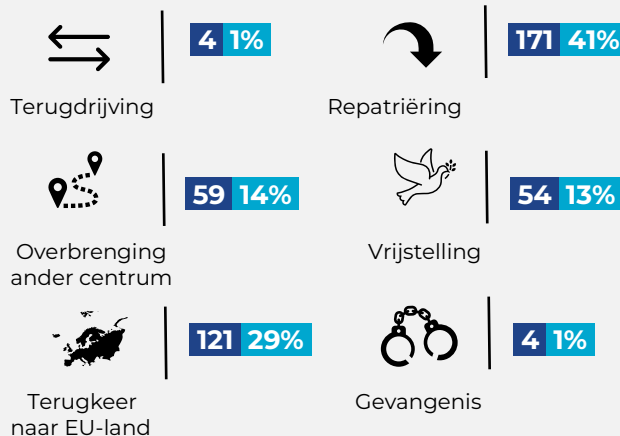 4 1%
Terugdrijving
171 41%
Repatriëring
59 14%
Overbrenging
ander centrum
54 13%
Vrijstelling
121 29%
Terugkeer
naar EU-land
4 1%
Gevangenis